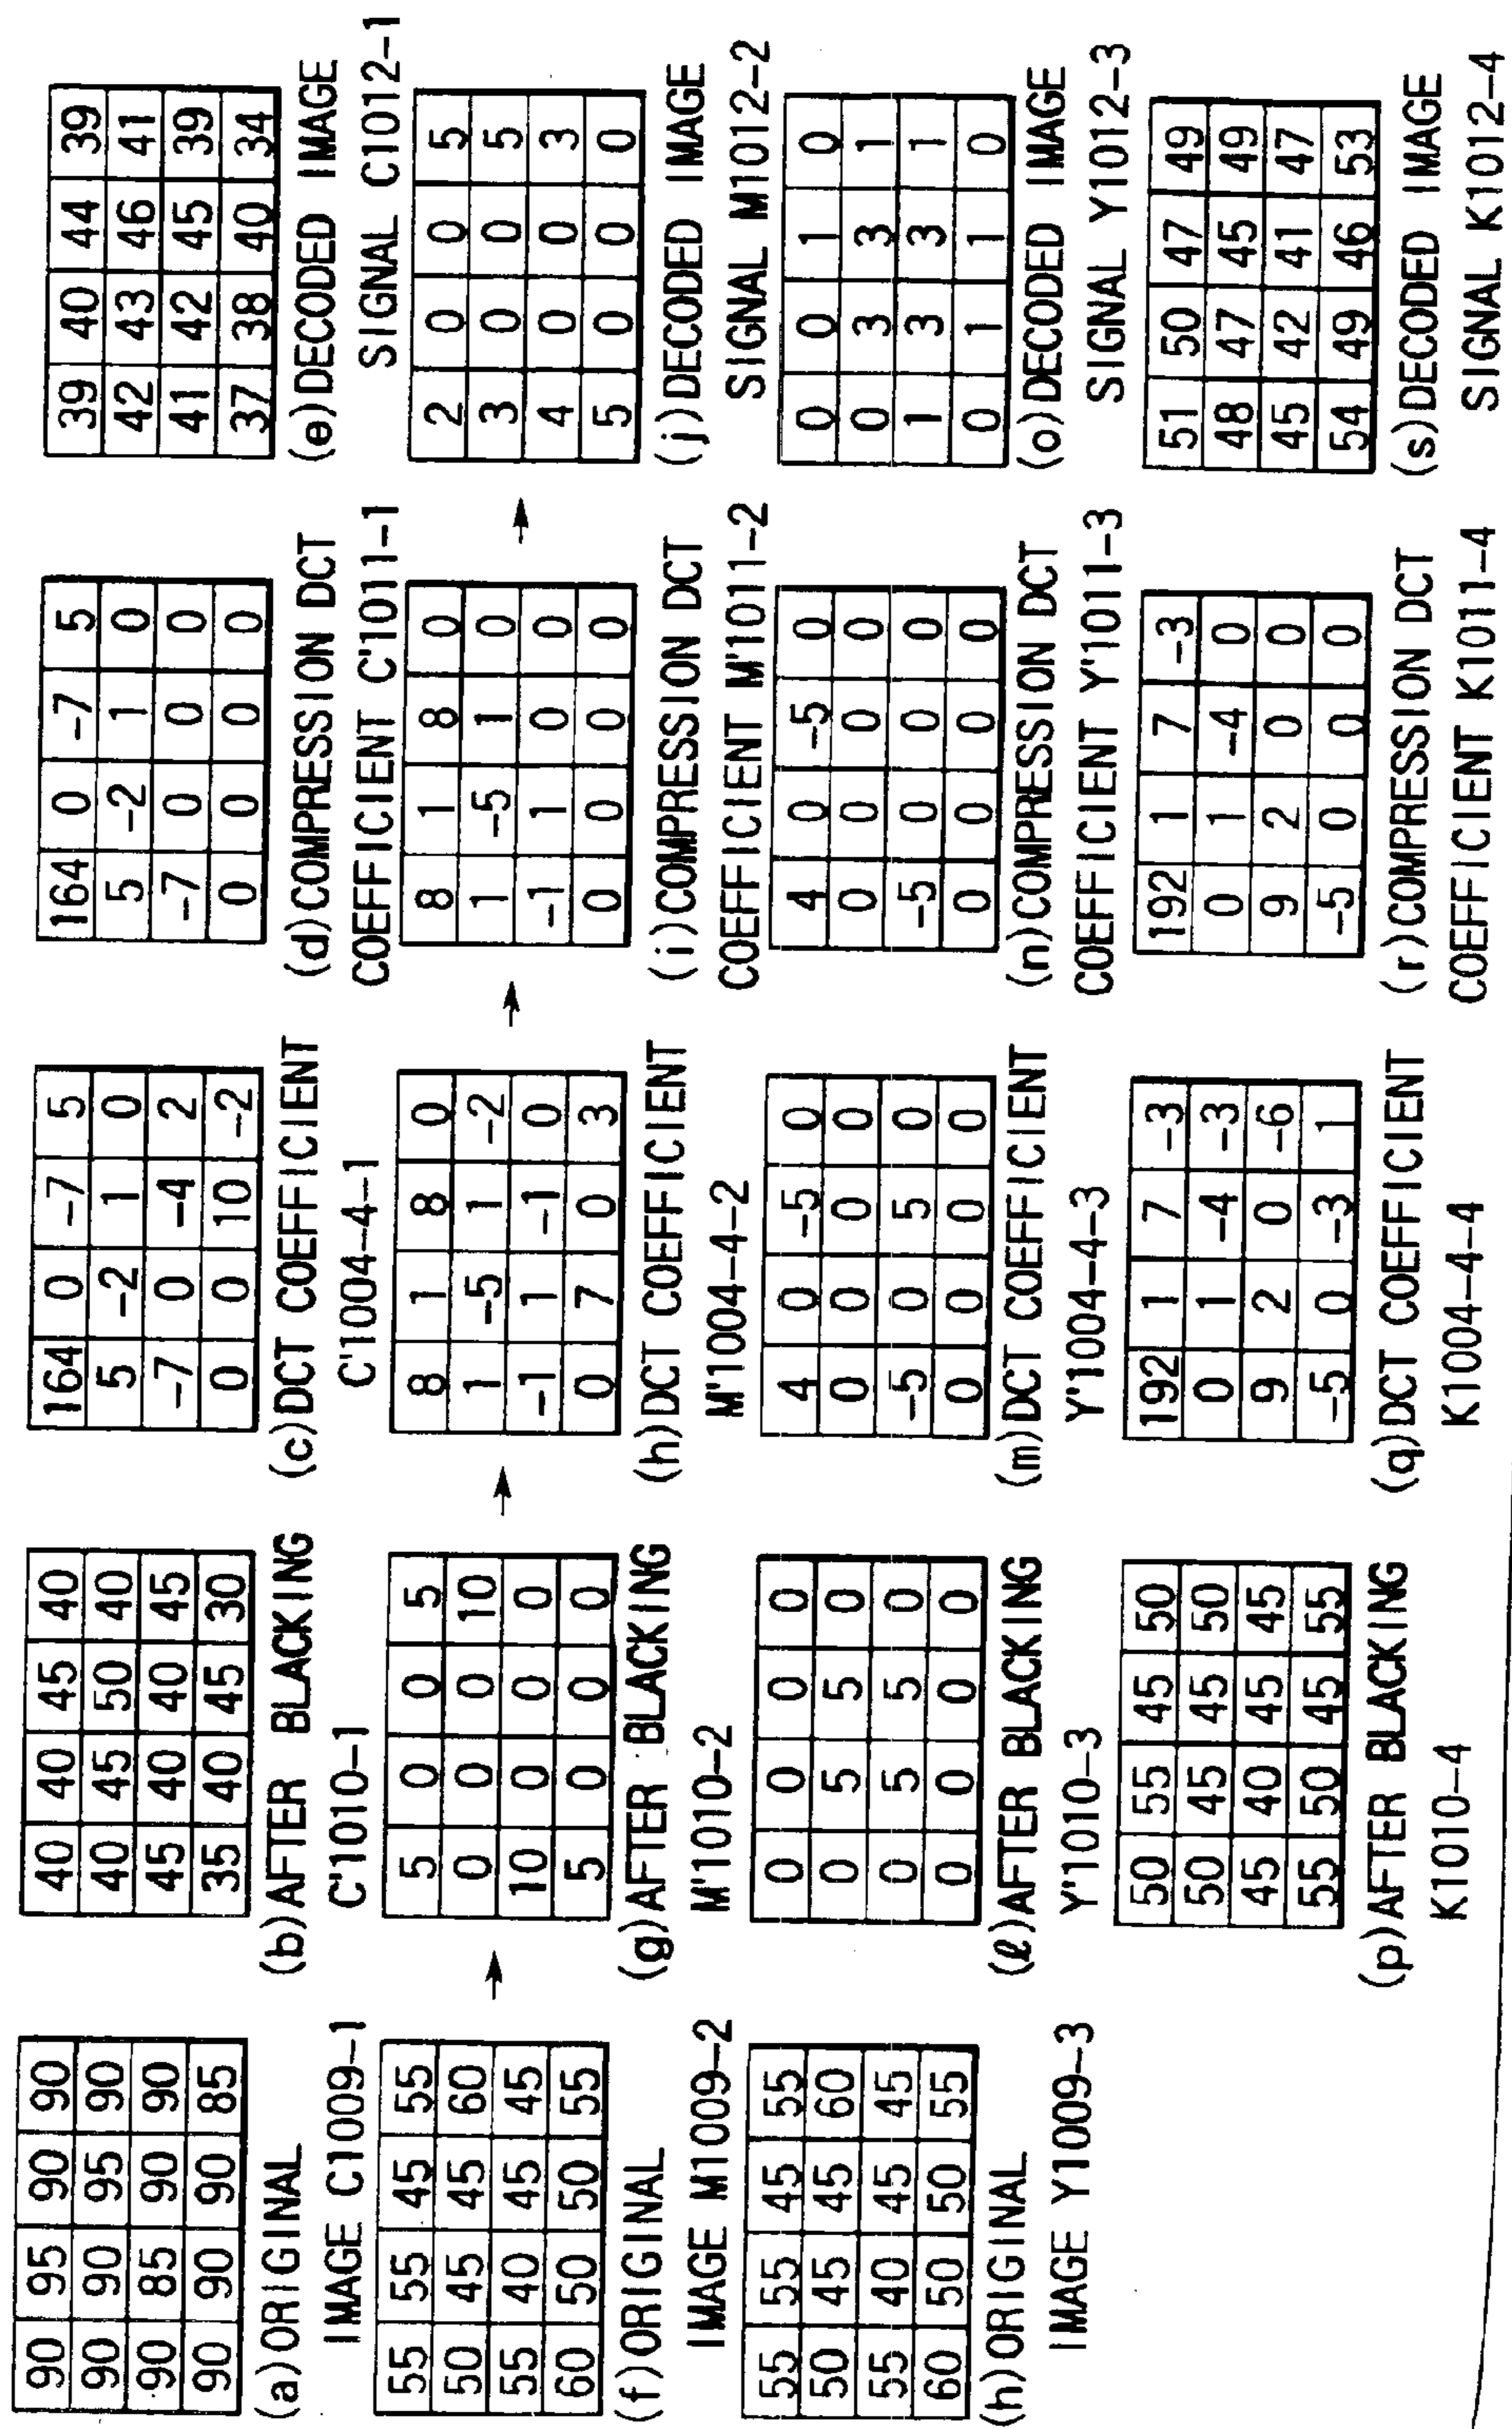 90 95 90 90
90 90 95 90
90 85 90 90
90 90 90 85
(a)ORIGINAL
IMAGE C1009-1
40 40 45 40
40 45 50 40
45 40 40 45
35 40 45 30
(b)AFTER BLACKING
C'1010-1
164 0 -7 5
5 -2 1 0
-7 0 -4 2
0 0 10 -2
(c)DCT COEFFICIENT
C'1004-4-1
164 0 -7 5
5 -2 1 0
-7 0 0 0
0 0 0 0
(d)COMPRESSION DCT
COEFFICIENT C'1011-1
39 40 44 39
42 43 46 41
41 42 45 39
37 38 40 34
(e)DECODED IMAGE
SIGNAL C1012-1
55 55 45 55
50 45 45 60
55 40 45 45
60 50 50 55
(f)ORIGINAL
IMAGE M1009-2
5 0 0 5
0 0 0 10
10 0 0 0
5 0 0 0
(g)AFTER BLACKING
M'1010-2
8 1 8 0
1 -5 1 -2
-1 1 -1 0
0 7 0 3
(h)DCT COEFFICIENT
M'1004-4-2
8 1 8 0
1 -5 1 0
-1 1 0 0
0 0 0 0
(i)COMPRESSION DCT
COEFFICIENT M'1011-2
2 0 0 5
3 0 0 5
4 0 0 3
5 0 0 0
(j)DECODED IMAGE
SIGNAL M1012-2
55 55 45 55
50 45 45 60
55 40 45 45
60 50 50 55
(h)ORIGINAL
IMAGE Y1009-3
0 0 0 0
0 5 5 0
0 5 5 0
0 0 0 0
(ℓ)AFTER BLACKING
Y'1010-3
4 0 -5 0
0 0 0 0
-5 0 5 0
0 0 0 0
(m)DCT COEFFICIENT
Y'1004-4-3
4 0 -5 0
0 0 0 0
-5 0 0 0
0 0 0 0
(n)COMPRESSION DCT
COEFFICIENT Y'1011-3
0 0 1 0
0 3 3 1
1 3 3 1
0 1 1 0
(o)DECODED IMAGE
SIGNAL Y1012-3
50 55 45 50
50 45 45 50
45 40 45 45
55 50 45 55
(p)AFTER BLACKING
K1010-4
192 1 7 -3
0 1 -4 -3
9 2 0 -6
-5 0 -3 1
(q)DCT COEFFICIENT
K1004-4-4
192 1 7 -3
0 1 -4 0
9 2 0 0
-5 0 0 0
(r)COMPRESSION DCT
COEFFICIENT K1011-4
51 50 47 49
48 47 45 49
45 42 41 47
54 49 46 53
(s)DECODED IMAGE
SIGNAL K1012-4